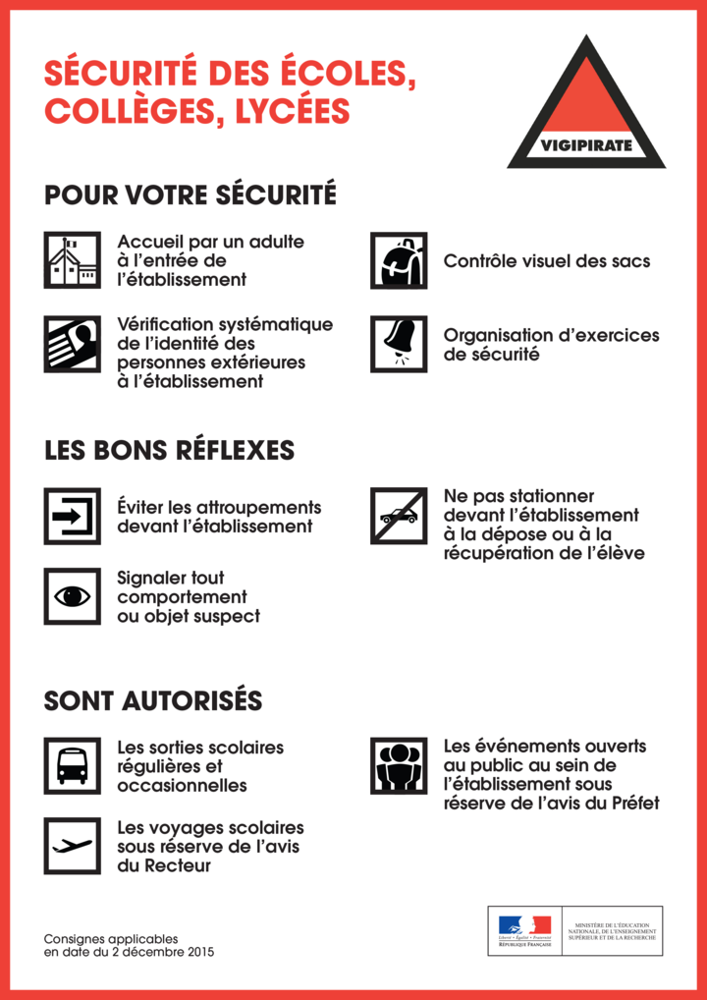 SÉCURITÉ DES ÉCOLES,
COLLÈGES, LYCÉES
VIGIPIRATE
POUR VOTRE SÉCURITÉ
Accueil par un adulte
à l'entrée de
l'établissement
Contrôle visuel des sacs
Vérification systématique
de l'identité des
personnes extérieures
à l'établissement
Organisation d'exercices
de sécurité
LES BONS RÉFLEXES
Éviter les attroupements
devant l'établissement
Ne pas stationner
devant l'établissement
à la dépose ou à la
récupération de l'élève
Signaler tout
comportement
ou objet suspect
SONT AUTORISÉS
Les sorties scolaires
régulières et
occasionnelles
Les événements ouverts
au public au sein de
l'établissement sous
réserve de l'avis du Préfet
Les voyages scolaires
sous réserve de l'avis
du Recteur
Consignes applicables
en date du 2 décembre 2015
Liberté • Égalité • Fraternité
RÉPUBLIQUE FRANÇAISE
MINISTÈRE DE L'ÉDUCATION
NATIONALE, DE L'ENSEIGNEMENT
SUPÉRIEUR ET DE LA RECHERCHE